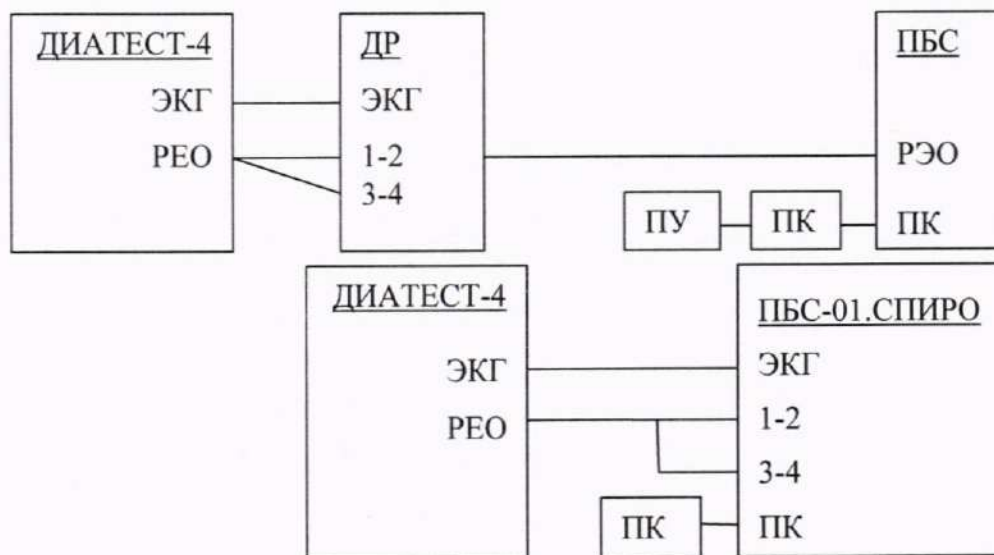 ДИАТЕСТ-4
ЭКГ
РЕО
ДР
ЭКГ
1-2
3-4
ПБС
РЭО
ПК
ПУ
ПК
ДИАТЕСТ-4
ЭКГ
РЕО
ПБС-01.СПИРО
ЭКГ
1-2
3-4
ПК
ПК